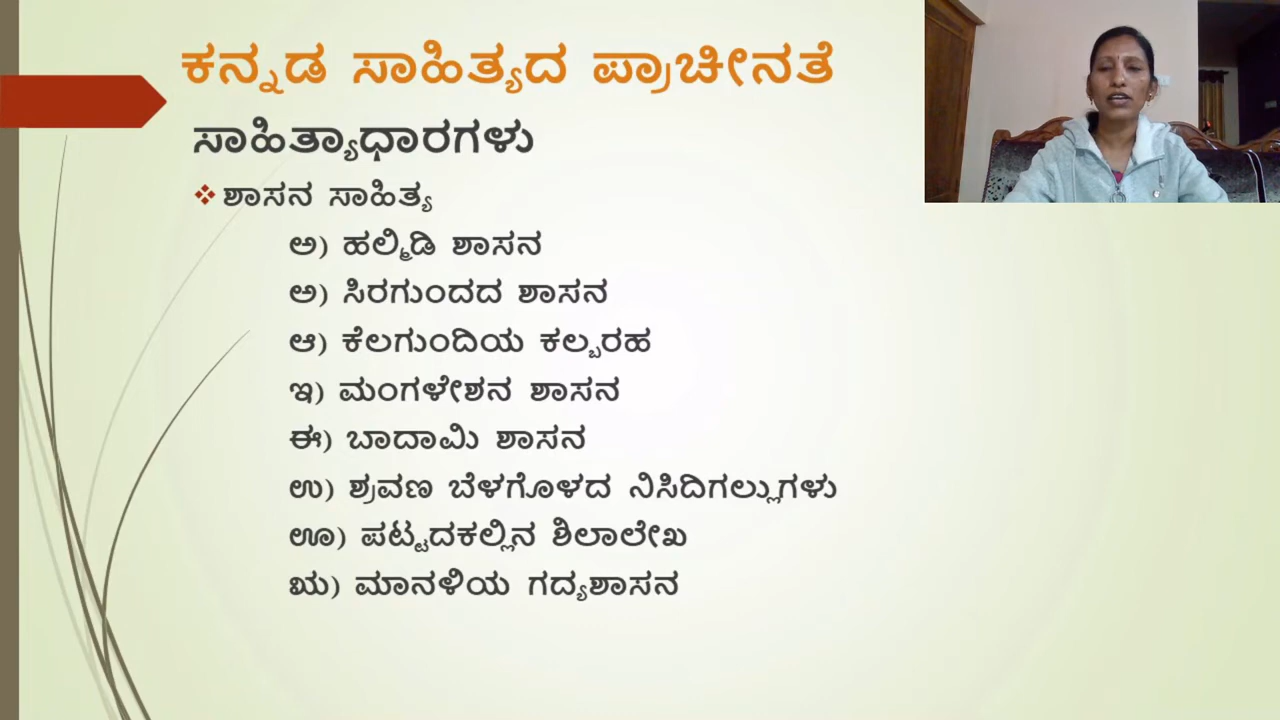 ಕನ್ನಡ ಸಾಹಿತ್ಯದ ಪ್ರಾಚೀನತೆ
ಸಾಹಿತ್ಯಾಧಾರಗಳು
ಶಾಸನ ಸಾಹಿತ್ಯ
ಅ) ಹಲ್ಮಿಡಿ ಶಾಸನ
ಅ) ಸಿರಗುಂದದ ಶಾಸನ
ಆ) ಕೆಲಗುಂದಿಯ ಕಲ್ಬರಹ
ಇ) ಮಂಗಳೇಶನ ಶಾಸನ
ಈ) ಬಾದಾಮಿ ಶಾಸನ
ಉ) ಶ್ರವಣ ಬೆಳಗೊಳದ ನಿಸಿದಿಗಲ್ಲುಗಳು
ಊ) ಪಟ್ಟದಕಲ್ಲಿನ ಶಿಲಾಲೇಖ
ಋ) ಮಾನಳಿಯ ಗದ್ಯಶಾಸನ